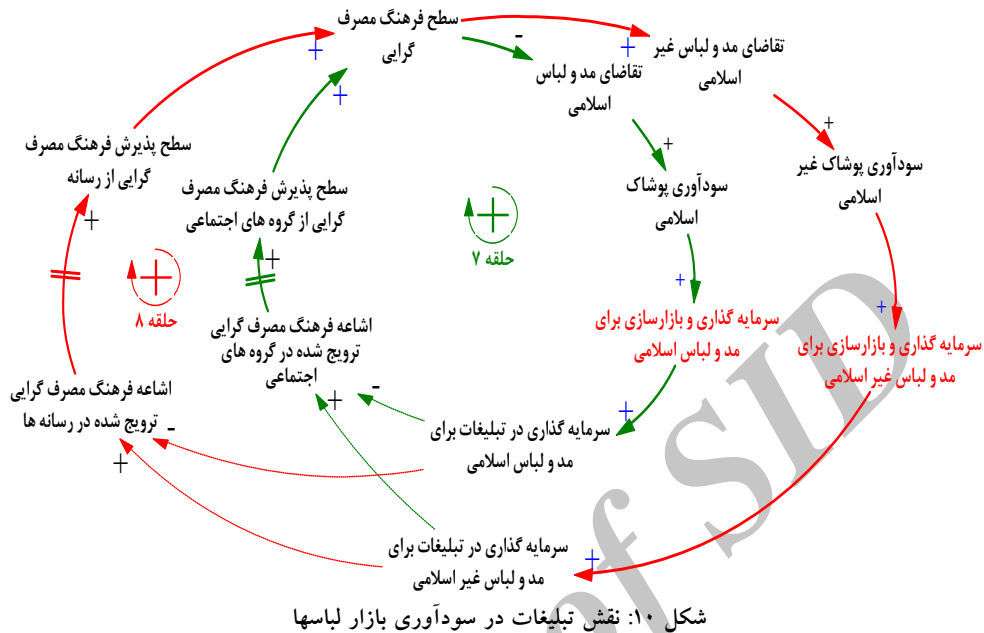 سطح فرهنگ مصرف
گرایی
تقاضای مد و لباس غیر
اسلامی
تقاضای مد و لباس
اسلامی
سودآوری پوشاک غیر
اسلامی
سودآوری پوشاک
اسلامی
سطح پذیرش فرهنگ مصرف
گرایی از رسانه
سطح پذیرش فرهنگ مصرف
گرایی از گروه های اجتماعی
حلقه ۷
حلقه ۸
سرمایه گذاری و بازارسازی برای
مد و لباس اسلامی
سرمایه گذاری و بازارسازی برای
مد و لباس غیر اسلامی
اشاعه فرهنگ مصرف گرایی
ترویج شده در گروه های
اجتماعی
اشاعه فرهنگ مصرف گرایی
ترویج شده در رسانه ها
سرمایه گذاری در تبلیغات برای
مد و لباس اسلامی
سرمایه گذاری در تبلیغات برای
مد و لباس غیر اسلامی
شکل ۱۰: نقش تبلیغات در سودآوری بازار لباسها
of SID